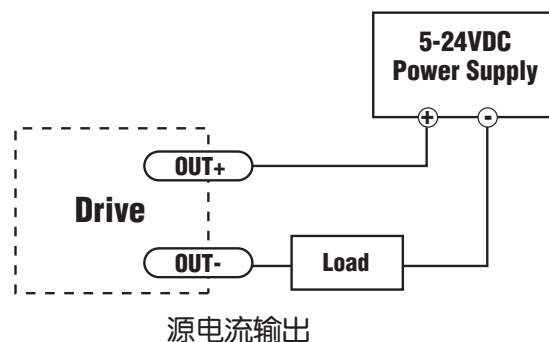 5-24VDC
Power Supply
+ -
OUT+
Drive
OUT-
Load
源电流输出